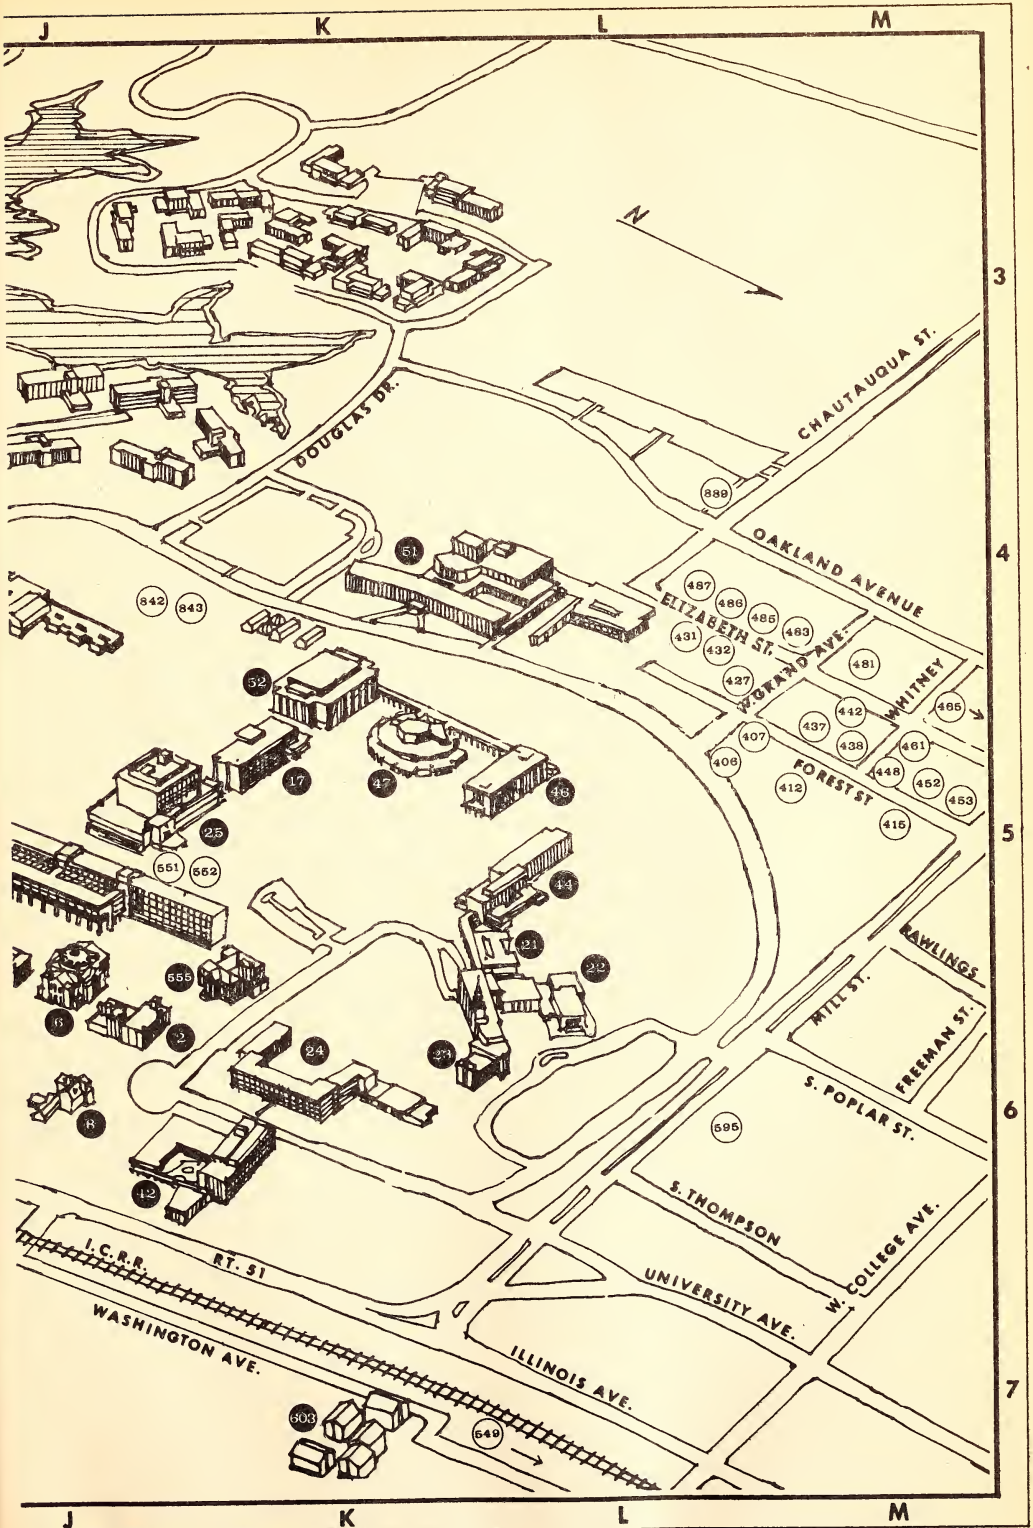 J K L M
N
3
CHAUTAUQUA ST.
DOUGLAS DR.
889
4
51
OAKLAND AVENUE
842 843
487
486
485
483
ELIZABETH ST.
431
432
427
W. GRAND AVE.
481
WHITNEY
465
52
442
437
438
407
406
461
448
452
453
FOREST ST
412
415
17
47
46
25
5
551 552
44
21
22
555
6
2
23
24
RAWLINGS
MILL ST.
FREEMAN ST.
S. POPLAR ST.
6
8
595
42
S. THOMPSON
W. COLLEGE AVE.
I.C.R.R.
RT. 51
UNIVERSITY AVE.
WASHINGTON AVE.
ILLINOIS AVE.
7
603
549
J K L M